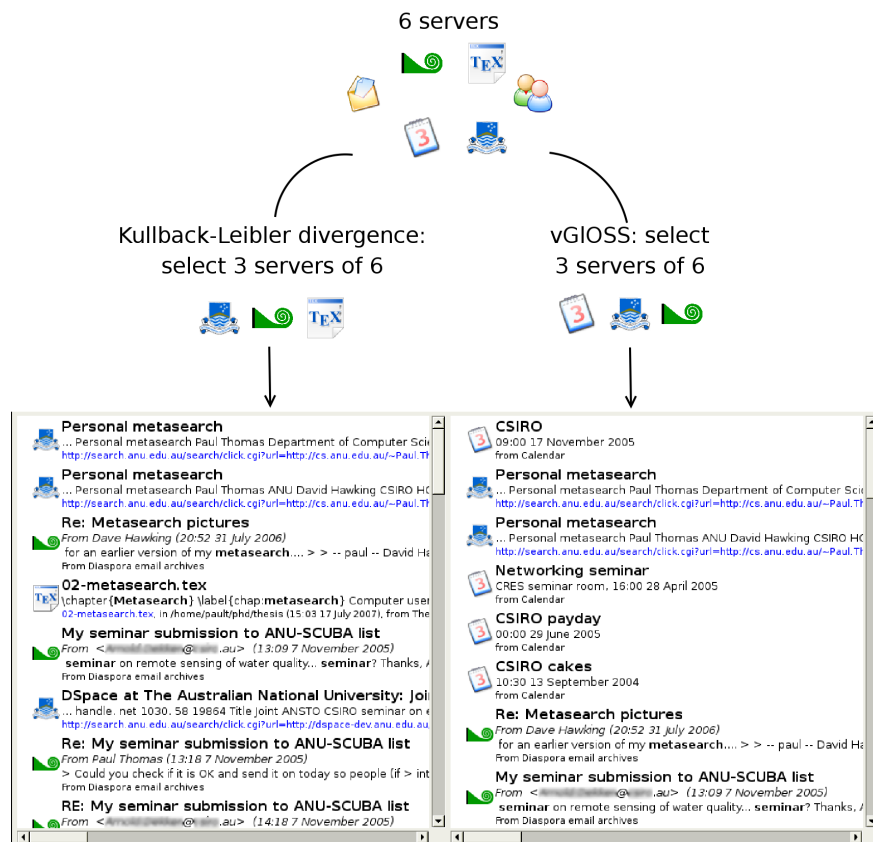 6 servers
TEX
3
Kullback-Leibler divergence:
select 3 servers of 6
TEX
vGlOSS: select
3 servers of 6
3
Personal metasearch
... Personal metasearch Paul Thomas Department of Computer Scie
http://search.anu.edu.au/search/click.cgi?url=http://cs.anu.edu.au/~Paul.Th
Personal metasearch
... Personal metasearch Paul Thomas ANU David Hawking CSIRO HO
http://search.anu.edu.au/search/click.cgi?url=http://cs.anu.edu.au/~Paul.Th
Re: Metasearch pictures
From Dave Hawking (20:52 31 July 2006)
for an earlier version of my metasearch.... > > -- paul -- David Ha
From Diaspora email archives
TEX
02-metasearch.tex
\chapter{Metasearch} \label{chap:metasearch} Computer user
02-metasearch.tex, in /home/pault/phd/thesis (15:03 17 July 2007), from The
My seminar submission to ANU-SCUBA list
From < @ .au> (13:09 7 November 2005)
seminar on remote sensing of water quality... seminar? Thanks, A
From Diaspora email archives
DSpace at The Australian National University: Joi
... handle. net 1030. 58 19864 Title Joint ANSTO CSIRO seminar on e
http://search.anu.edu.au/search/click.cgi?url=http://dspace-dev.anu.edu.au
Re: My seminar submission to ANU-SCUBA list
From Paul Thomas (13:18 7 November 2005)
> Could you check if it is OK and send it on today so people (if > int
From Diaspora email archives
RE: My seminar submission to ANU-SCUBA list
From < @ .au> (14:18 7 November 2005)
3
CSIRO
09:00 17 November 2005
from Calendar
Personal metasearch
... Personal metasearch Paul Thomas Department of Computer Scie
http://search.anu.edu.au/search/click.cgi?url=http://cs.anu.edu.au/~Paul.Th
Personal metasearch
... Personal metasearch Paul Thomas ANU David Hawking CSIRO HO
http://search.anu.edu.au/search/click.cgi?url=http://cs.anu.edu.au/~Paul.Th
3
Networking seminar
CRES seminar room, 16:00 28 April 2005
from Calendar
3
CSIRO payday
00:00 29 June 2005
from Calendar
3
CSIRO cakes
10:30 13 September 2004
from Calendar
Re: Metasearch pictures
From Dave Hawking (20:52 31 July 2006)
for an earlier version of my metasearch.... > > -- paul -- David Ha
From Diaspora email archives
My seminar submission to ANU-SCUBA list
From < @ .au> (13:09 7 November 2005)
seminar on remote sensing of water quality... seminar? Thanks, A
From Diaspora email archives